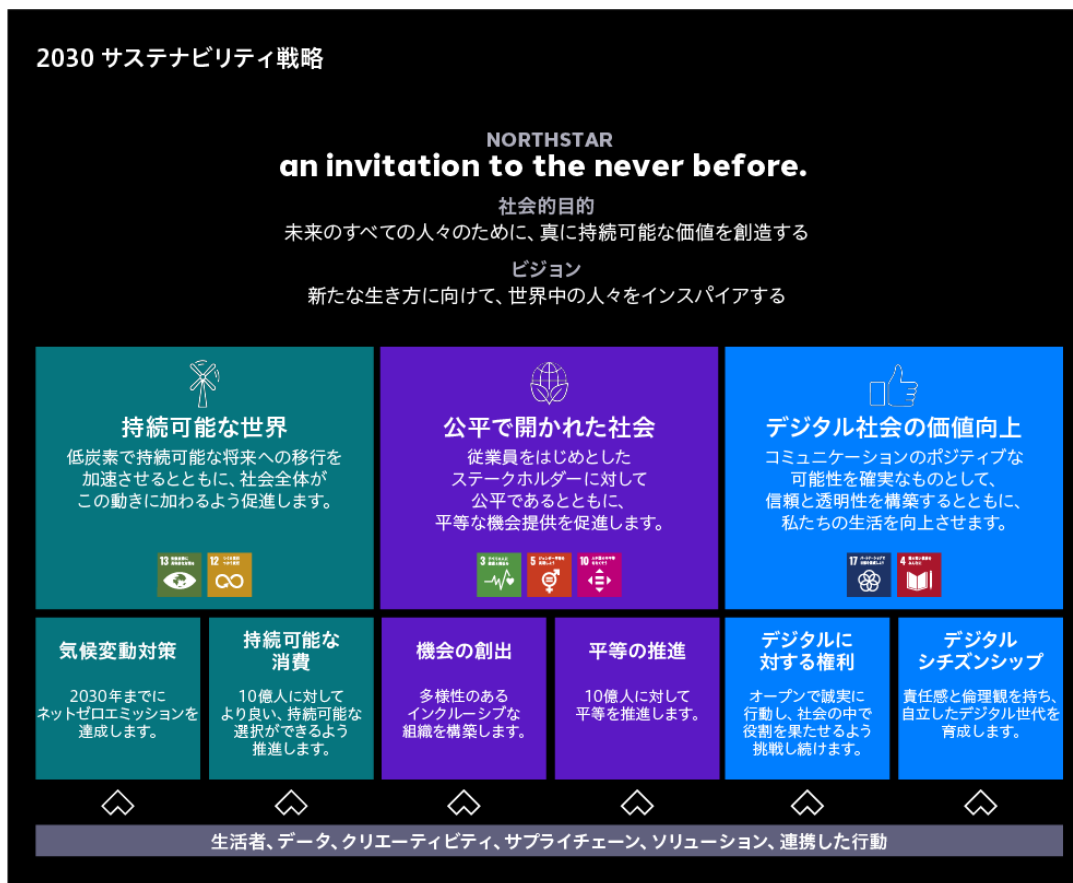 2030 サステナビリティ戦略
NORTHSTAR
an invitation to the never before.
社会的目的
未来のすべての人々のために、真に持続可能な価値を創造する
ビジョン
新たな生き方に向けて、世界中の人々をインスパイアする
持続可能な世界
低炭素で持続可能な将来への移行を
加速させるとともに、社会全体が
この動きに加わるよう促進します。
13
12
公平で開かれた社会
従業員をはじめとした
ステークホルダーに対して
公平であるとともに、
平等な機会提供を促進します。
3
5
10
デジタル社会の価値向上
コミュニケーションのポジティブな
可能性を確実なものとして、
信頼と透明性を構築するとともに、
私たちの生活を向上させます。
17
4
気候変動対策
2030年までに
ネットゼロエミッションを
達成します。
持続可能な
消費
10億人に対して
より良い、持続可能な
選択ができるよう
推進します。
機会の創出
多様性のある
インクルーシブな
組織を構築します。
平等の推進
10億人に対して
平等を推進します。
デジタルに
対する権利
オープンで誠実に
行動し、社会の中で
役割を果たせるよう
挑戦し続けます。
デジタル
シチズンシップ
責任感と倫理観を持ち、
自立したデジタル世代を
育成します。
生活者、データ、クリエーティビティ、サプライチェーン、ソリューション、連携した行動